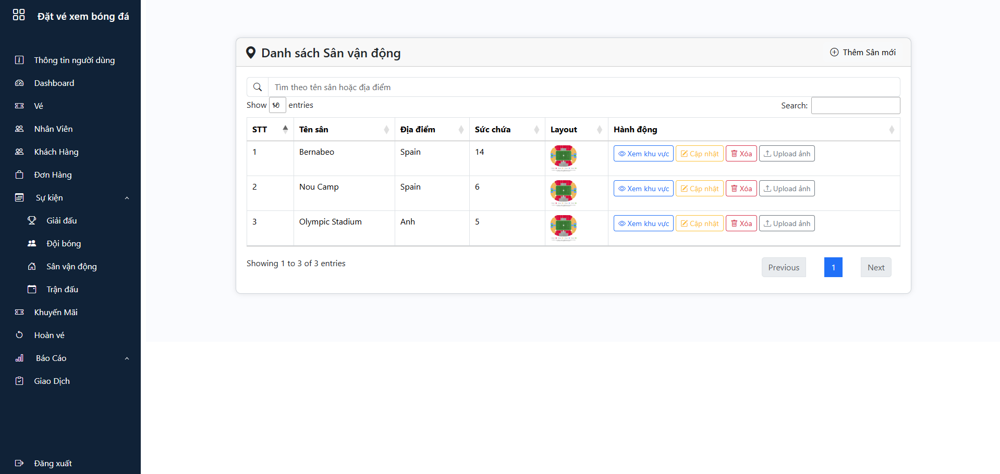 Đặt vé xem bóng đá
Thông tin người dùng
Dashboard
Vé
Nhân Viên
Khách Hàng
Đơn Hàng
Sự kiện
Giải đấu
Đội bóng
Sân vận động
Trận đấu
Khuyến Mãi
Hoàn vé
Báo Cáo
Giao Dịch
Đăng xuất
Danh sách Sân vận động
Thêm Sân mới
Tìm theo tên sân hoặc địa điểm
Show 10 entries
Search:
STT Tên sân Địa điểm Sức chứa Layout Hành động
1 Bernabeo Spain 14 Xem khu vực Cập nhật Xóa Upload ảnh
2 Nou Camp Spain 6 Xem khu vực Cập nhật Xóa Upload ảnh
3 Olympic Stadium Anh 5 Xem khu vực Cập nhật Xóa Upload ảnh
Showing 1 to 3 of 3 entries
Previous 1 Next